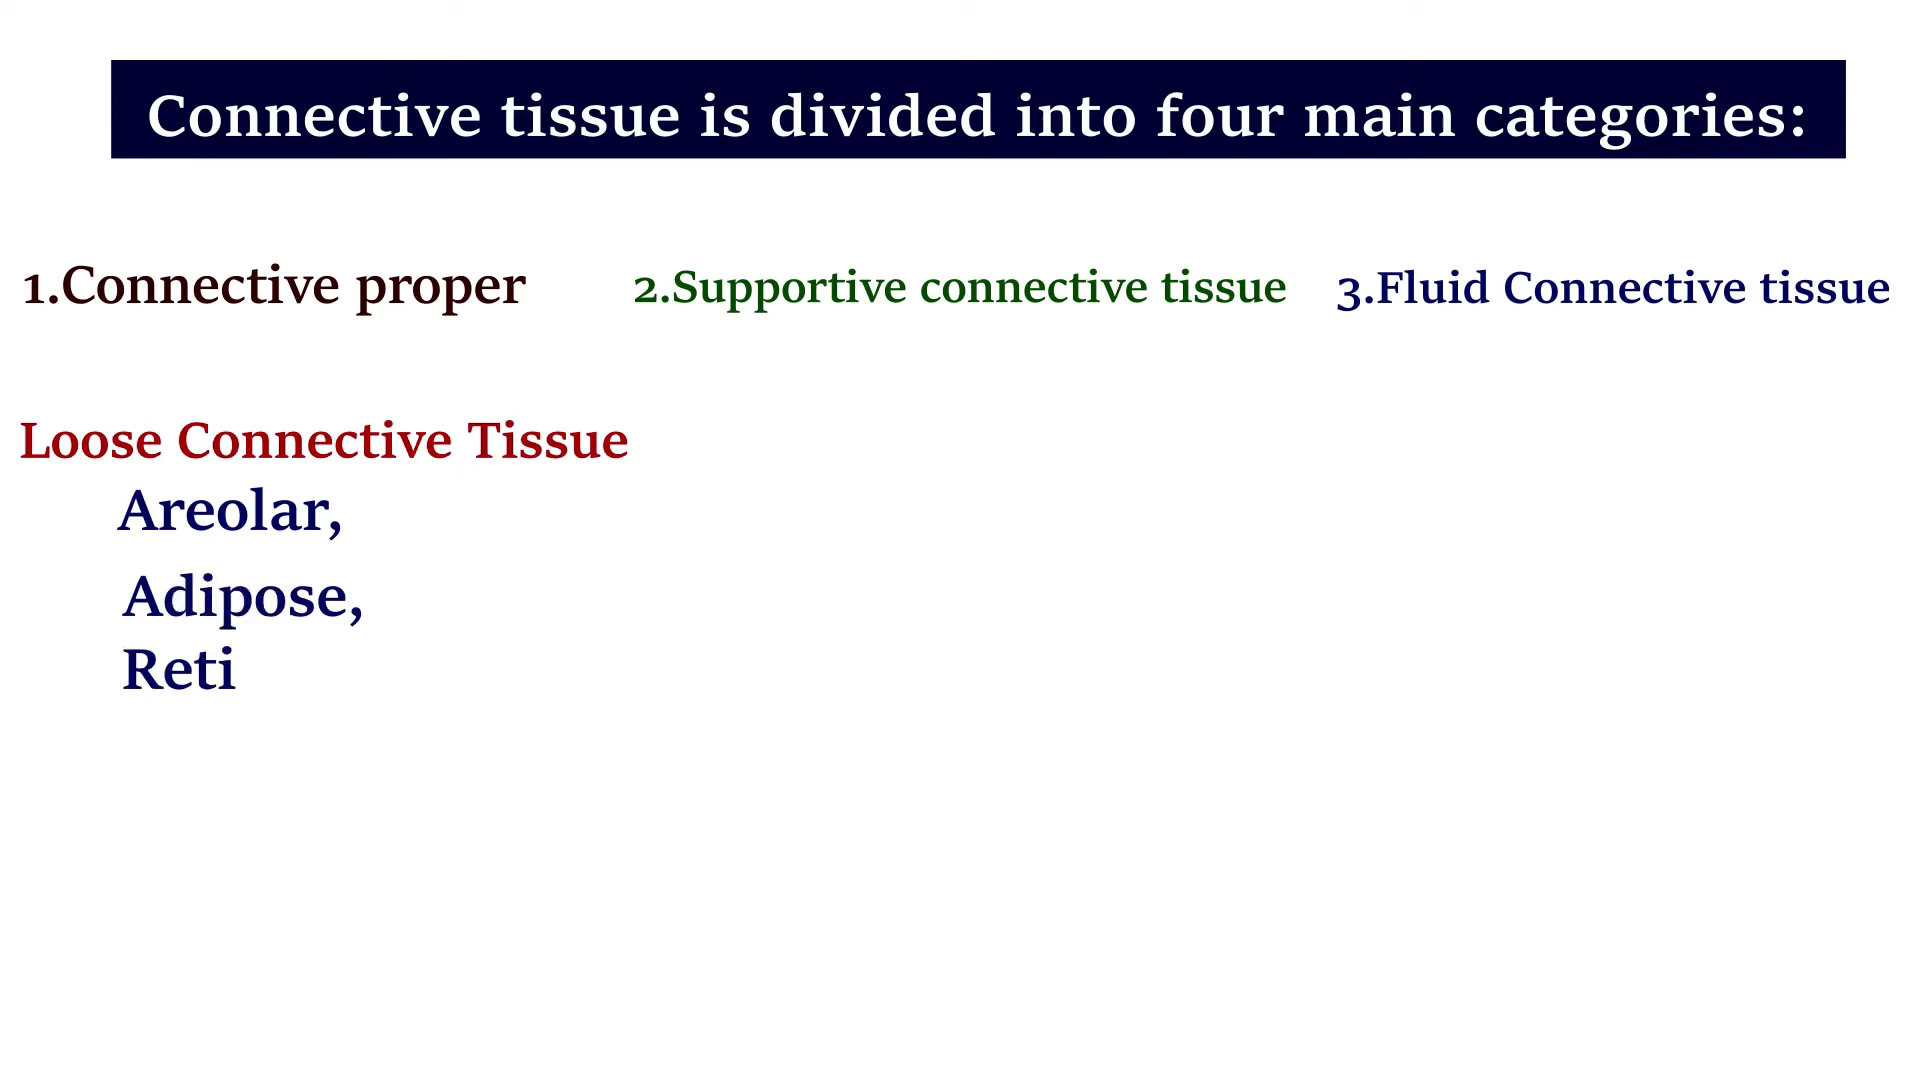 Connective tissue is divided into four main categories:
1.Connective proper
2.Supportive connective tissue
3.Fluid Connective tissue
Loose Connective Tissue
Areolar,
Adipose,
Reti